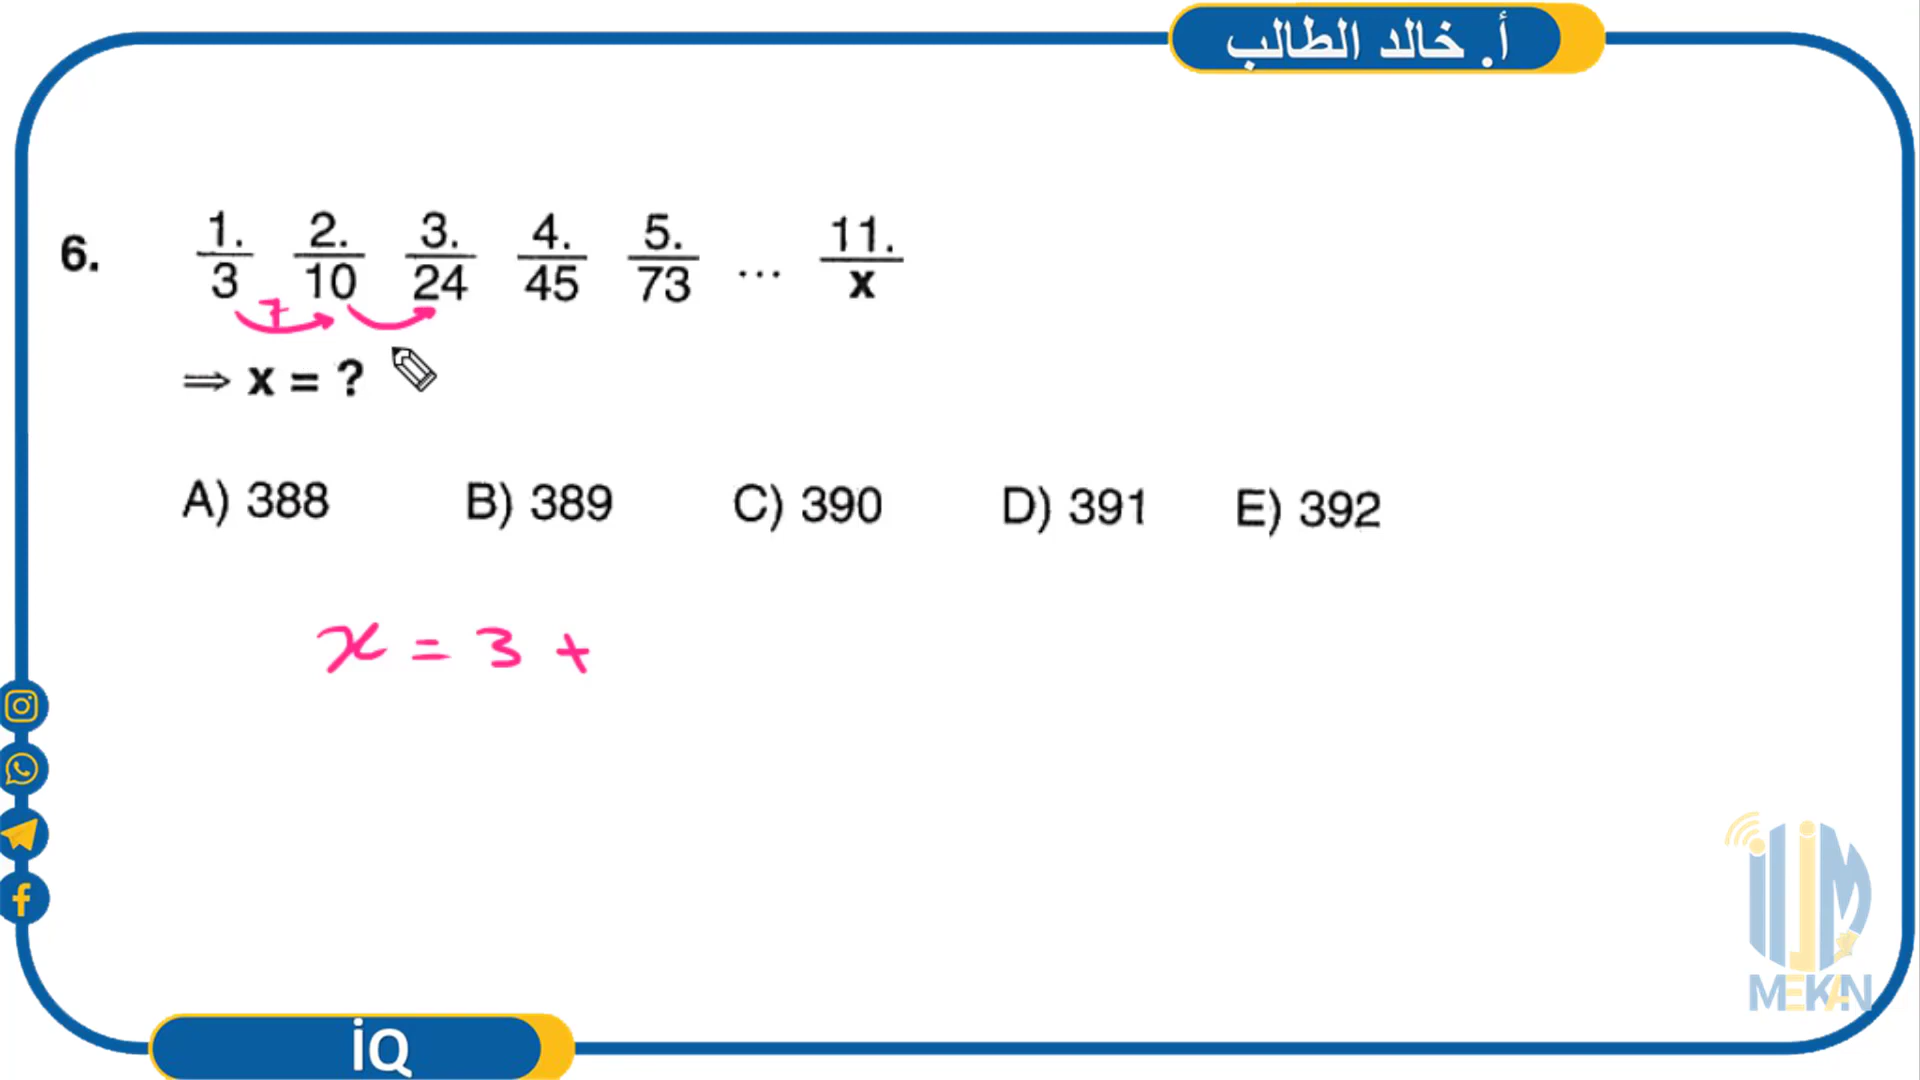 أ. خالد الطالب
6. 1. 2. 3. 4. 5. 11.
3 10 24 45 73 ... x
7
⇒ x = ?
A) 388 B) 389 C) 390 D) 391 E) 392
x = 3 +
MEKAN
İQ